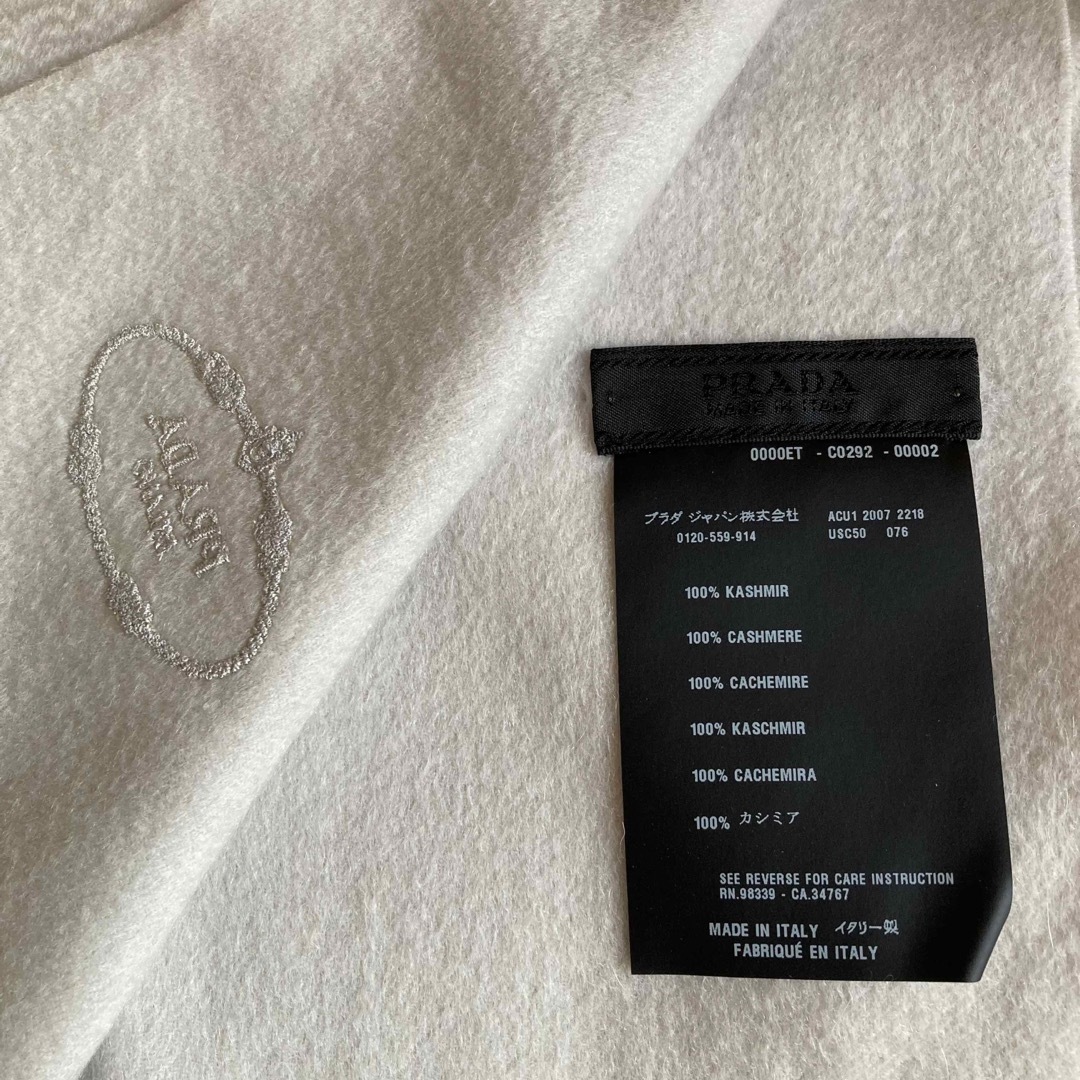 PRADA
MADE IN ITALY
0000ET - C0292 - 00002
プラダ ジャパン株式会社 ACU1 2007 2218
0120-559-914 USC50 076
100% KASHMIR
100% CASHMERE
100% CACHEMIRE
100% KASCHMIR
100% CACHEMIRA
100% カシミア
SEE REVERSE FOR CARE INSTRUCTION
RN.98339 - CA.34767
MADE IN ITALY イタリー製
FABRIQUÉ EN ITALY